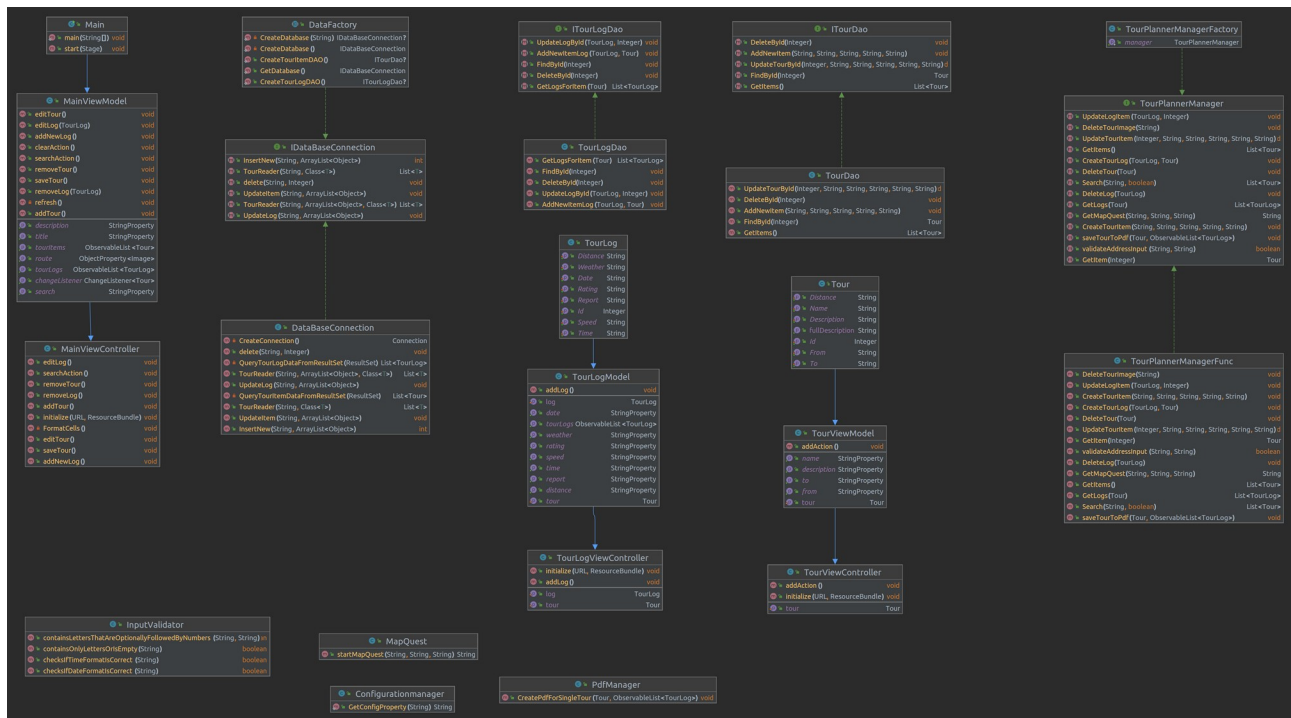 Main
main(String[]) void
start(Stage) void
MainViewModel
editTour() void
editLog(TourLog) void
addNewLog() void
clearAction() void
searchAction() void
removeTour() void
saveTour() void
removeLog(TourLog) void
refresh() void
addTour() void
description StringProperty
title StringProperty
tourItems ObservableList<Tour>
route ObjectProperty<Image>
tourLogs ObservableList<TourLog>
changeListener ChangeListener<Tour>
search StringProperty
MainViewController
editLog() void
searchAction() void
removeTour() void
removeLog() void
addTour() void
initialize(URL, ResourceBundle) void
FormatCells() void
editTour() void
saveTour() void
addNewLog() void
DataFactory
CreateDatabase(String) IDataBaseConnection?
CreateDatabase() IDataBaseConnection
CreateTourItemDAO() ITourDao?
GetDatabase() IDataBaseConnection
CreateTourLogDAO() ITourLogDao?
IDataBaseConnection
InsertNew(String, ArrayList<Object>) int
TourReader(String, Class<?>) List<?>
delete(String, Integer) void
UpdateItem(String, ArrayList<Object>) void
TourReader(String, ArrayList<Object>, Class<?>) List<?>
UpdateLog(String, ArrayList<Object>) void
DataBaseConnection
CreateConnection() Connection
delete(String, Integer) void
QueryTourLogDataFromResultSet(ResultSet) List<TourLog>
TourReader(String, ArrayList<Object>, Class<?>) List<?>
UpdateLog(String, ArrayList<Object>) void
QueryTourItemDataFromResultSet(ResultSet) List<Tour>
TourReader(String, Class<?>) List<?>
UpdateItem(String, ArrayList<Object>) void
InsertNew(String, ArrayList<Object>) int
ITourLogDao
UpdateLogById(TourLog, Integer) void
AddNewItemLog(TourLog, Tour) void
FindById(Integer) void
DeleteById(Integer) void
GetLogsForItem(Tour) List<TourLog>
TourLogDao
GetLogsForItem(Tour) List<TourLog>
FindById(Integer) void
DeleteById(Integer) void
UpdateLogById(TourLog, Integer) void
AddNewItemLog(TourLog, Tour) void
TourLog
Distance String
Weather String
Date String
Rating String
Report String
Id Integer
Speed String
Time String
TourLogModel
addLog() void
log TourLog
date StringProperty
tourLogs ObservableList<TourLog>
weather StringProperty
rating StringProperty
speed StringProperty
time StringProperty
report StringProperty
distance StringProperty
tour Tour
TourLogViewController
initialize(URL, ResourceBundle) void
addLog() void
log TourLog
tour Tour
ITourDao
DeleteById(Integer) void
AddNewItem(String, String, String, String, String) void
UpdateTourById(Integer, String, String, String, String, String) d
FindById(Integer) Tour
GetItems() List<Tour>
TourDao
UpdateTourById(Integer, String, String, String, String, String) d
DeleteById(Integer) void
AddNewItem(String, String, String, String, String) void
FindById(Integer) Tour
GetItems() List<Tour>
Tour
Distance String
Name String
Description String
fullDescription String
Id Integer
From String
To String
TourViewModel
addAction() void
name StringProperty
description StringProperty
to StringProperty
from StringProperty
tour Tour
TourViewController
addAction() void
initialize(URL, ResourceBundle) void
tour Tour
TourPlannerManagerFactory
manager TourPlannerManager
TourPlannerManager
UpdateLogItem(TourLog, Integer) void
DeleteTourImage(String) void
UpdateTourItem(Integer, String, String, String, String, String) d
GetItems() List<Tour>
CreateTourLog(TourLog, Tour) void
DeleteTour(Tour) void
Search(String, boolean) List<Tour>
DeleteLog(TourLog) void
GetLogs(Tour) List<TourLog>
GetMapQuest(String, String, String) String
CreateTourItem(String, String, String, String, String) void
saveTourToPdf(Tour, ObservableList<TourLog>) void
validateAddressInput(String, String) boolean
GetItem(Integer) Tour
TourPlannerManagerFunc
DeleteTourImage(String) void
UpdateLogItem(TourLog, Integer) void
CreateTourItem(String, String, String, String, String) void
CreateTourLog(TourLog, Tour) void
DeleteTour(Tour) void
UpdateTourItem(Integer, String, String, String, String, String) d
GetItem(Integer) Tour
validateAddressInput(String, String) boolean
DeleteLog(TourLog) void
GetMapQuest(String, String, String) String
GetItems() List<Tour>
GetLogs(Tour) List<TourLog>
Search(String, boolean) List<Tour>
saveTourToPdf(Tour, ObservableList<TourLog>) void
InputValidator
containsLettersThatAreOptionallyFollowedByNumbers(String, String)
containsOnlyLettersOrIsEmpty(String) boolean
checksIfTimeFormatIsCorrect(String) boolean
checksIfDateFormatIsCorrect(String) boolean
MapQuest
startMapQuest(String, String, String) String
Configurationmanager
GetConfigProperty(String) String
PdfManager
CreatePdfForSingleTour(Tour, ObservableList<TourLog>) void